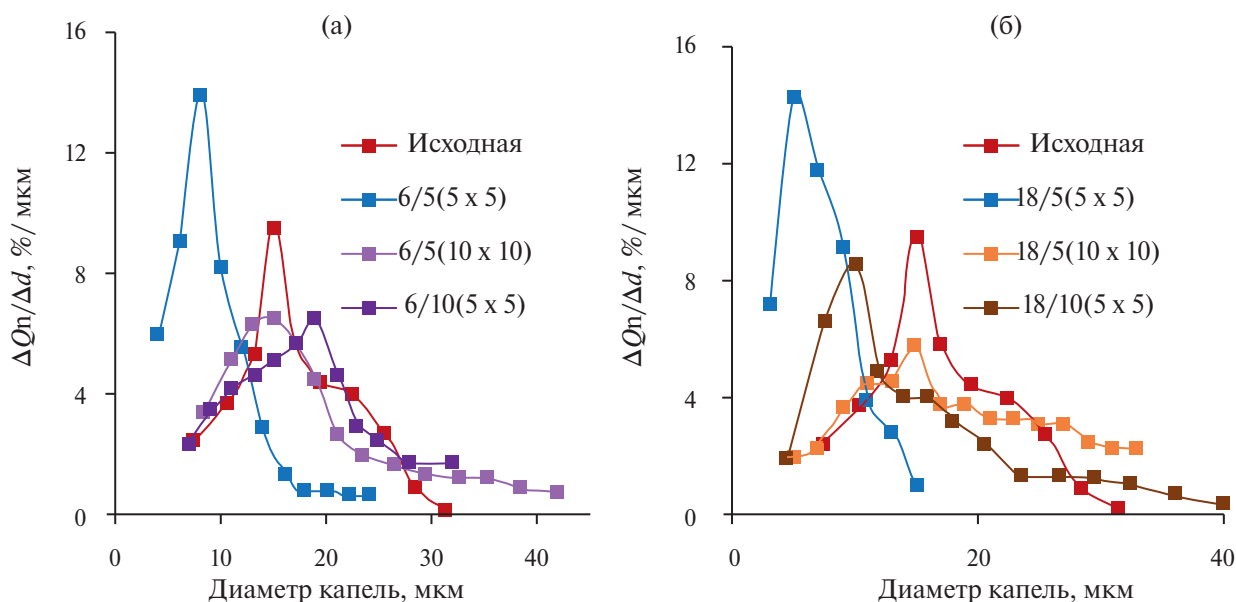 (а)
16
12
8
4
0
ΔQn/Δd, %/ мкм
Исходная
6/5(5 x 5)
6/5(10 x 10)
6/10(5 x 5)
0
10
20
30
40
Диаметр капель, мкм
(б)
16
12
8
4
0
ΔQn/Δd, %/ мкм
Исходная
18/5(5 x 5)
18/5(10 x 10)
18/10(5 x 5)
0
20
40
Диаметр капель, мкм